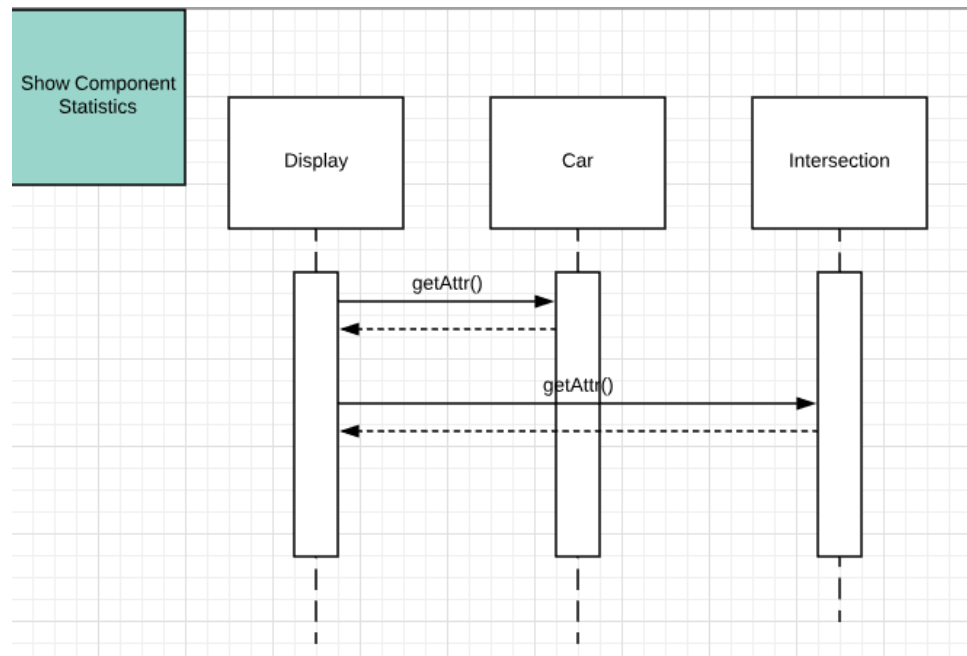 Show Component
Statistics
Display
Car
Intersection
getAttr()
getAttr()